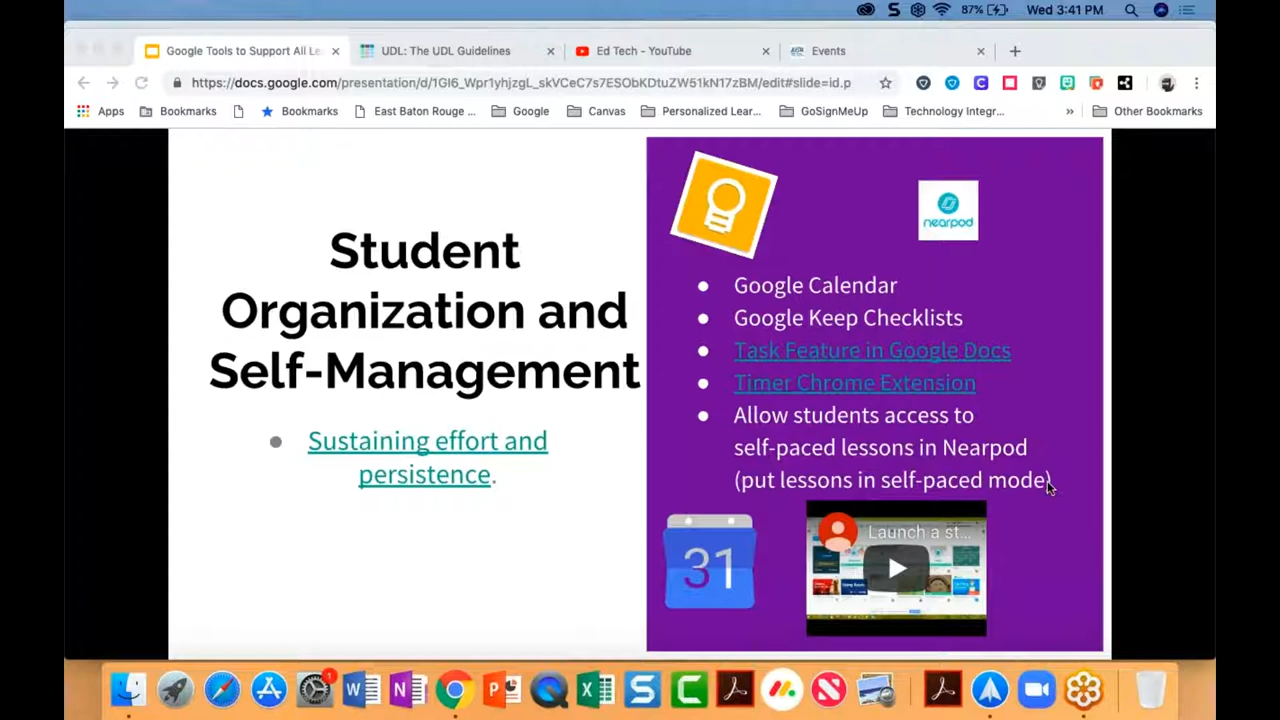 87%
Wed 3:41 PM
Google Tools to Support All Le
UDL: The UDL Guidelines
Ed Tech - YouTube
Events
https://docs.google.com/presentation/d/1GI6_Wpr1yhjzgL_skVCeC7s7ESObKDtuZW51kN17zBM/edit#slide=id.p
Apps
Bookmarks
Bookmarks
East Baton Rouge ...
Google
Canvas
Personalized Lear...
GoSignMeUp
Technology Integr...
»
Other Bookmarks
Student
Organization and
Self-Management
• Sustaining effort and
persistence.
nearpod
• Google Calendar
• Google Keep Checklists
• Task Feature in Google Docs
• Timer Chrome Extension
• Allow students access to
self-paced lessons in Nearpod
(put lessons in self-paced mode)
31
Launch a st...
1